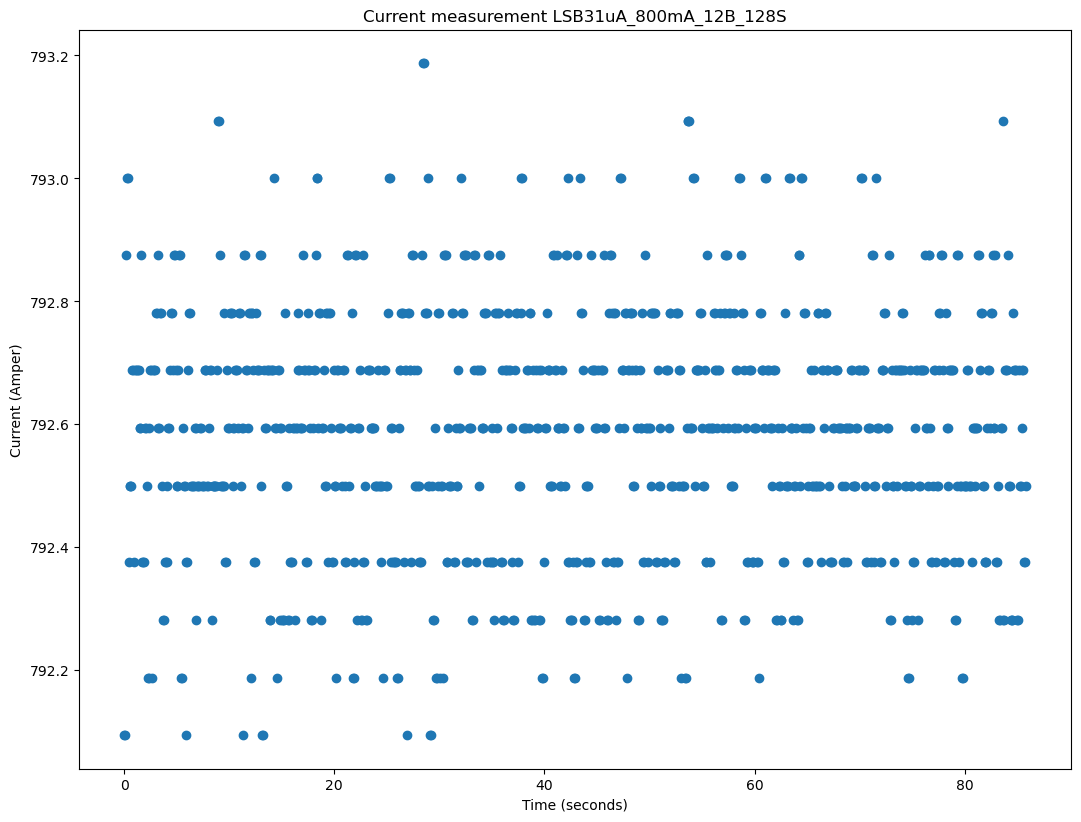 Current measurement LSB31uA_800mA_12B_128S
793.2
793.0
792.8
792.6
792.4
792.2
Current (Amper)
0 20 40 60 80
Time (seconds)